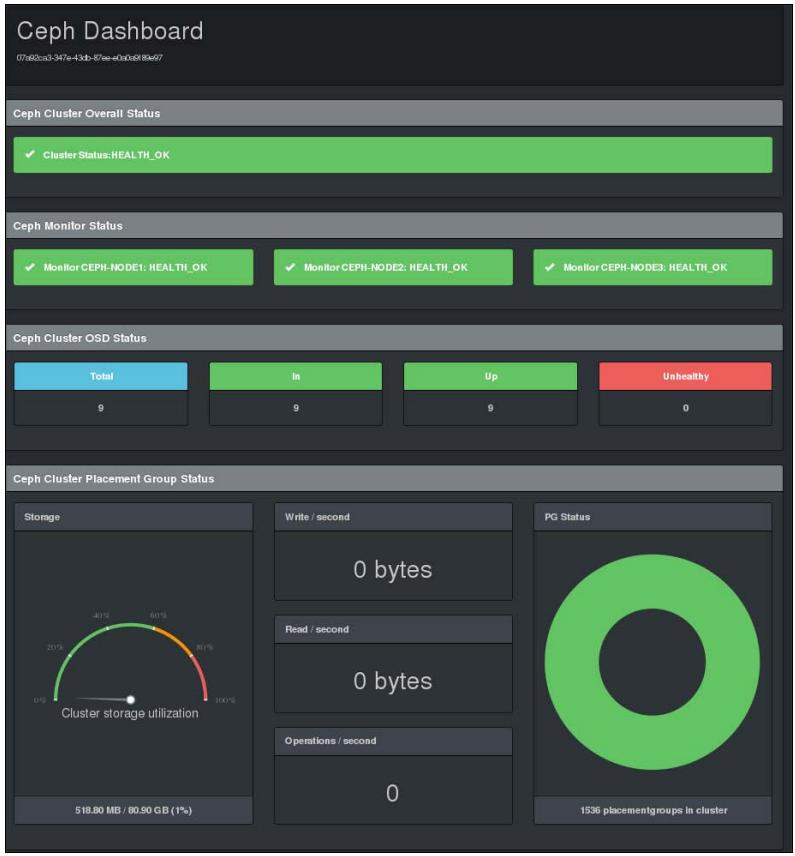 Ceph Dashboard
07a92ca3-347e-43db-87ee-e0a0a9189e97
Ceph Cluster Overall Status
Cluster Status:HEALTH_OK
Ceph Monitor Status
Monitor CEPH-NODE1: HEALTH_OK
Monitor CEPH-NODE2: HEALTH_OK
Monitor CEPH-NODE3: HEALTH_OK
Ceph Cluster OSD Status
Total
In
Up
Unhealthy
9
9
9
0
Ceph Cluster Placement Group Status
Storage
0%
20%
40%
60%
80%
100%
Cluster storage utilization
518.80 MB / 80.90 GB (1%)
Write / second
0 bytes
Read / second
0 bytes
Operations / second
0
PG Status
1536 placementgroups in cluster